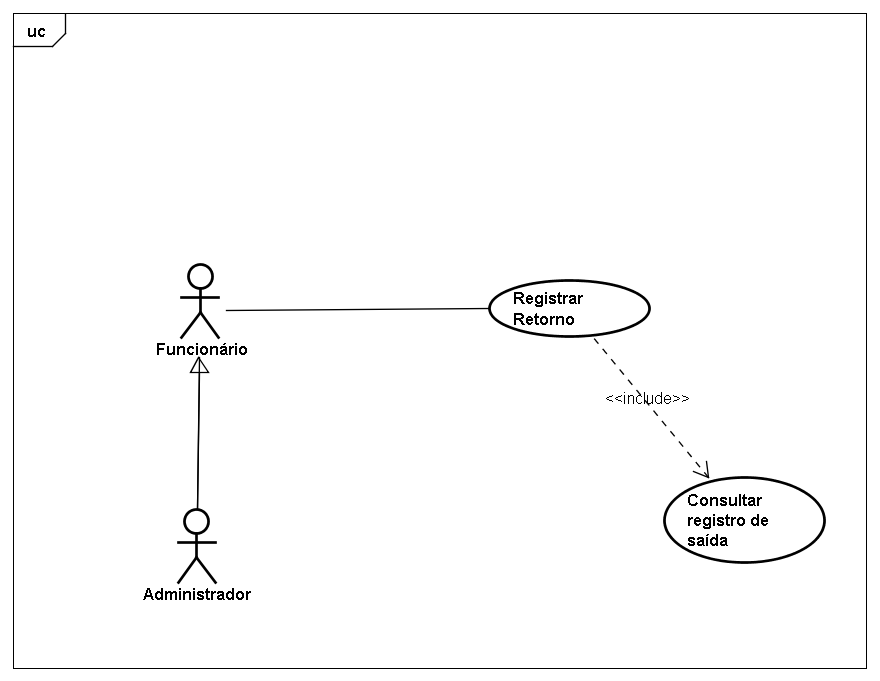 uc
Funcionário
Registrar
Retorno
<<include>>
Consultar
registro de
saída
Administrador